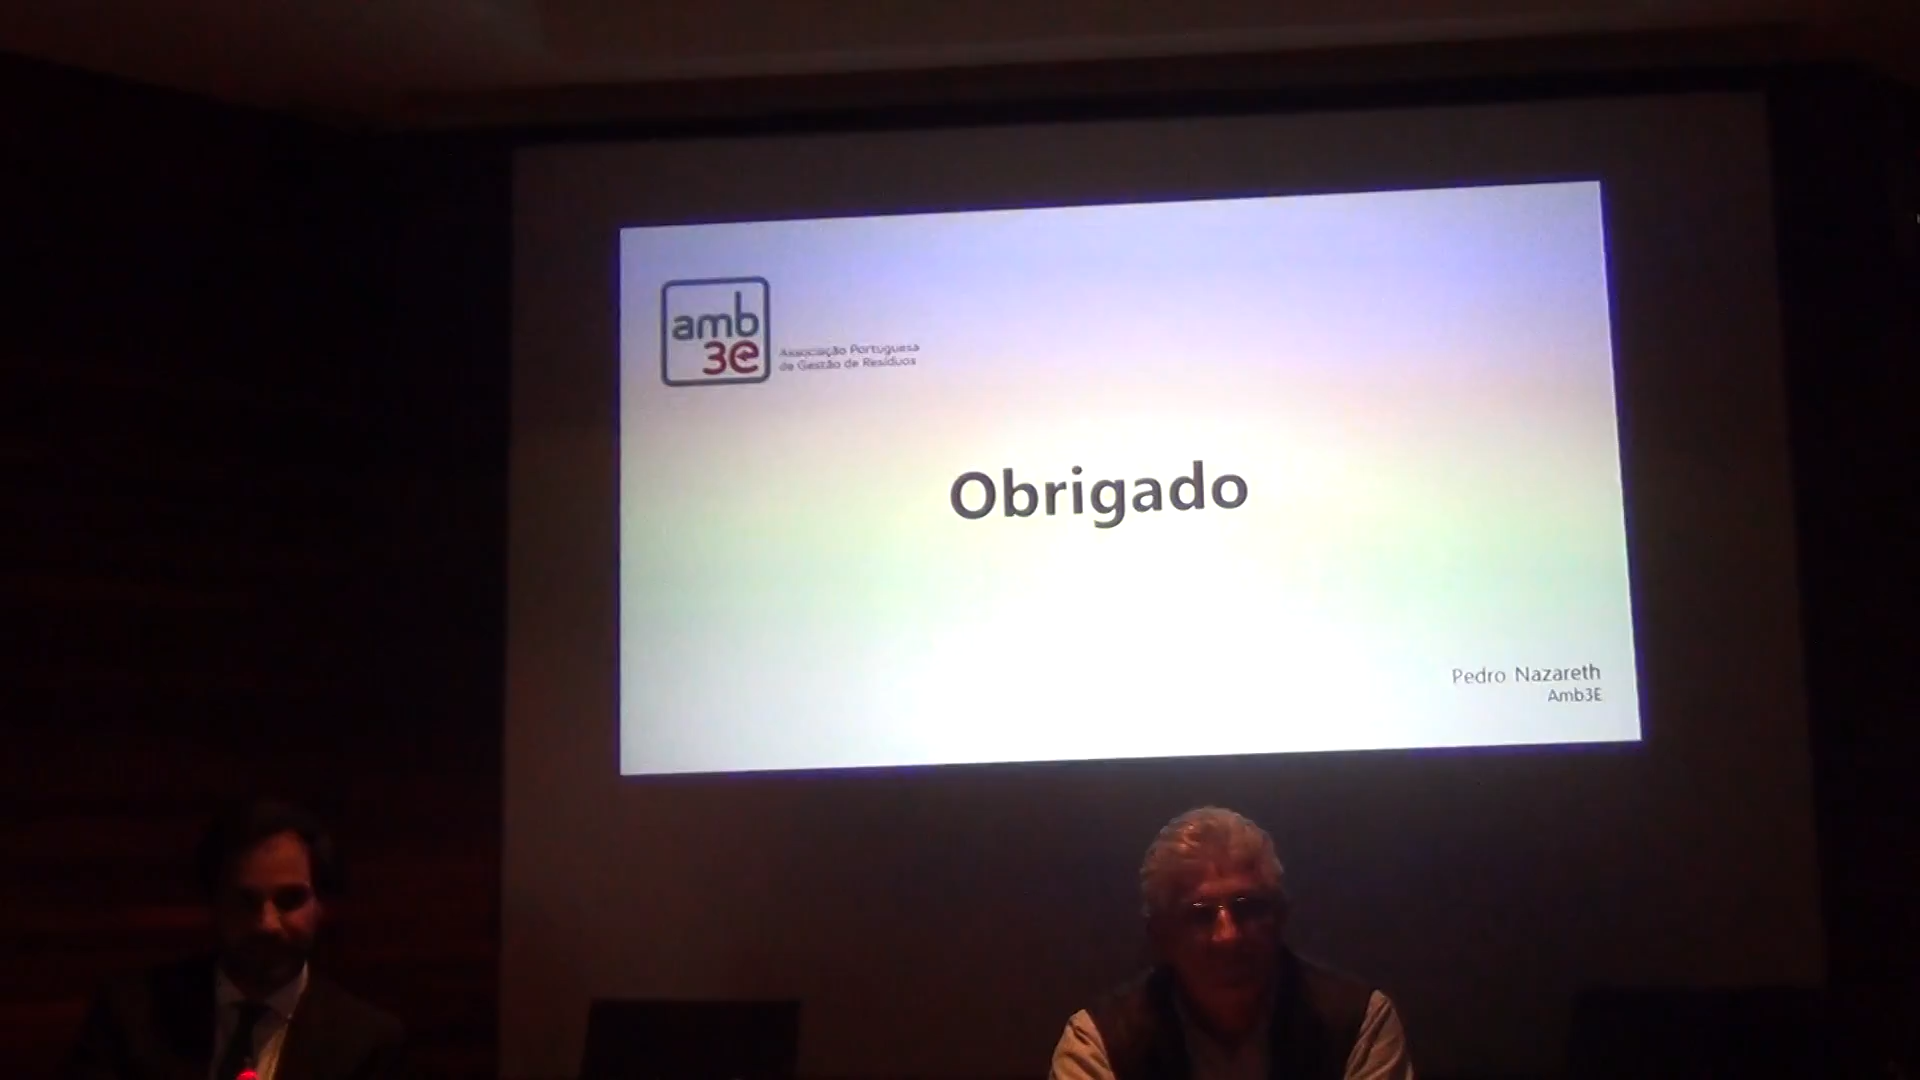 amb
3e
Associação Portuguesa
de Gestão de Resíduos
Obrigado
Pedro Nazareth
Amb3E